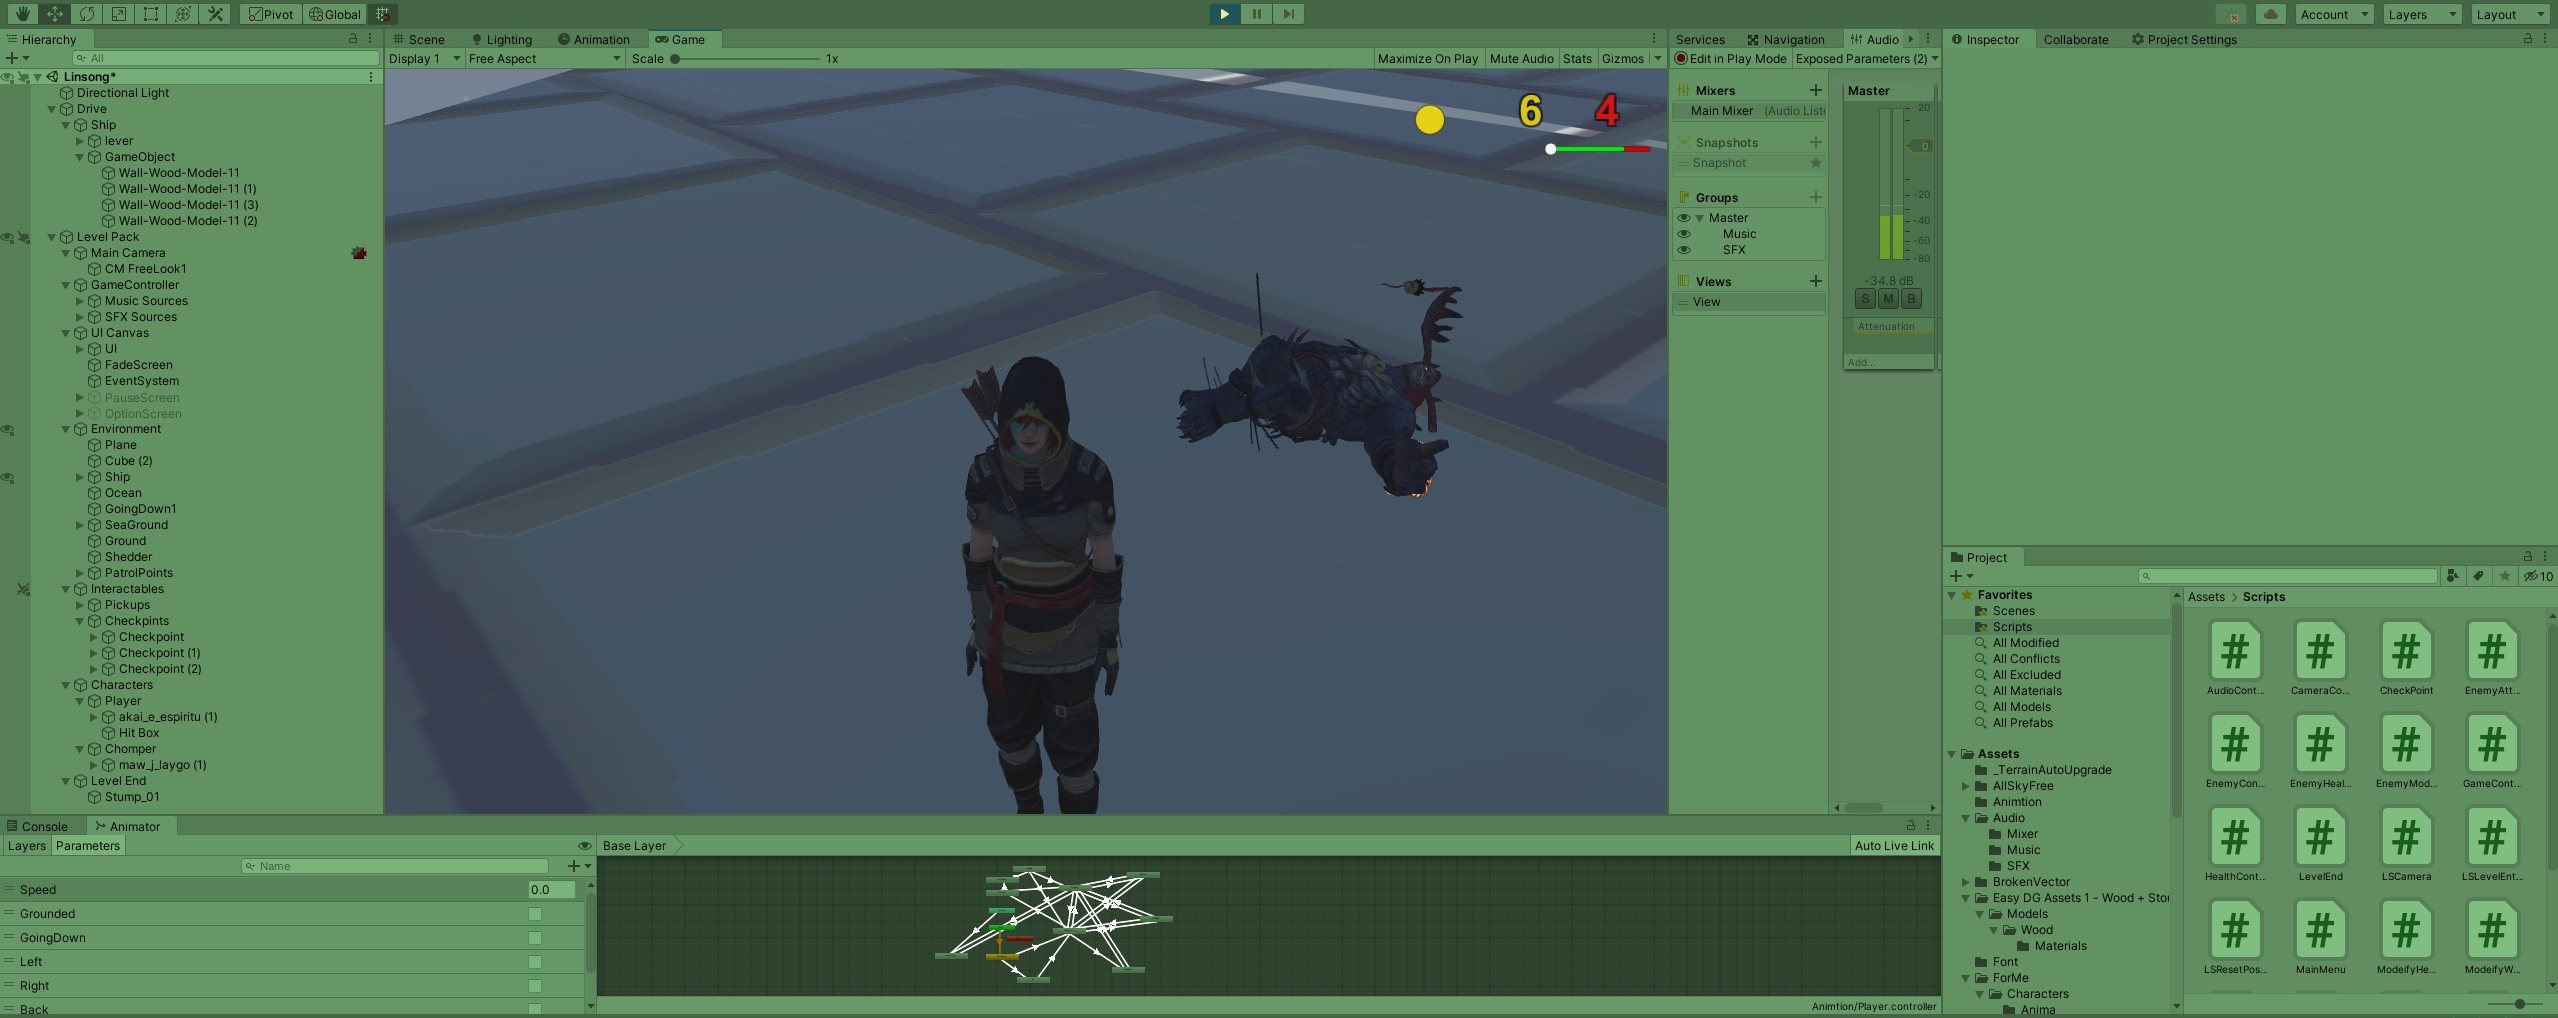 Pivot Global Account Layers Layout
Hierarchy
All
Linsong*
Directional Light
Drive
Ship
lever
GameObject
Wall-Wood-Model-11
Wall-Wood-Model-11 (1)
Wall-Wood-Model-11 (3)
Wall-Wood-Model-11 (2)
Level Pack
Main Camera
CM FreeLook1
GameController
Music Sources
SFX Sources
UI Canvas
UI
FadeScreen
EventSystem
PauseScreen
OptionScreen
Environment
Plane
Cube (2)
Ship
Ocean
GoingDown1
SeaGround
Ground
Shedder
PatrolPoints
Interactables
Pickups
Checkpints
Checkpoint
Checkpoint (1)
Checkpoint (2)
Characters
Player
akai_e_espiritu (1)
Hit Box
Chomper
maw_j_laygo (1)
Level End
Stump_01
Scene Lighting Animation Game
Display 1 Free Aspect Scale 1x Maximize On Play Mute Audio Stats Gizmos
6 4
Services Navigation Audio
Edit in Play Mode Exposed Parameters (2)
Mixers
Main Mixer (Audio Liste
Snapshots
Snapshot
Groups
Master
Music
SFX
Views
View
Master
20
0
-20
-40
-60
-80
-34.8 dB
S M B
Attenuation
Add...
Inspector Collaborate Project Settings
Project
10
Favorites
Scenes
Scripts
All Modified
All Conflicts
All Excluded
All Materials
All Models
All Prefabs
Assets
_TerrainAutoUpgrade
AllSkyFree
Animtion
Audio
Mixer
Music
SFX
BrokenVector
Easy DG Assets 1 - Wood + Stor
Models
Wood
Materials
Font
ForMe
Characters
Anima
Assets > Scripts
AudioCont... CameraCo... CheckPoint EnemyAtt...
EnemyCon... EnemyHeal... EnemyMod... GameCont...
HealthCont... LevelEnd LSCamera LSLevelEnt...
LSResetPos... MainMenu ModeifyHe... ModeifyW...
Console Animator
Layers Parameters Base Layer Auto Live Link
Name
Speed 0.0
Grounded
GoingDown
Left
Right
Back
Animtion/Player.controller